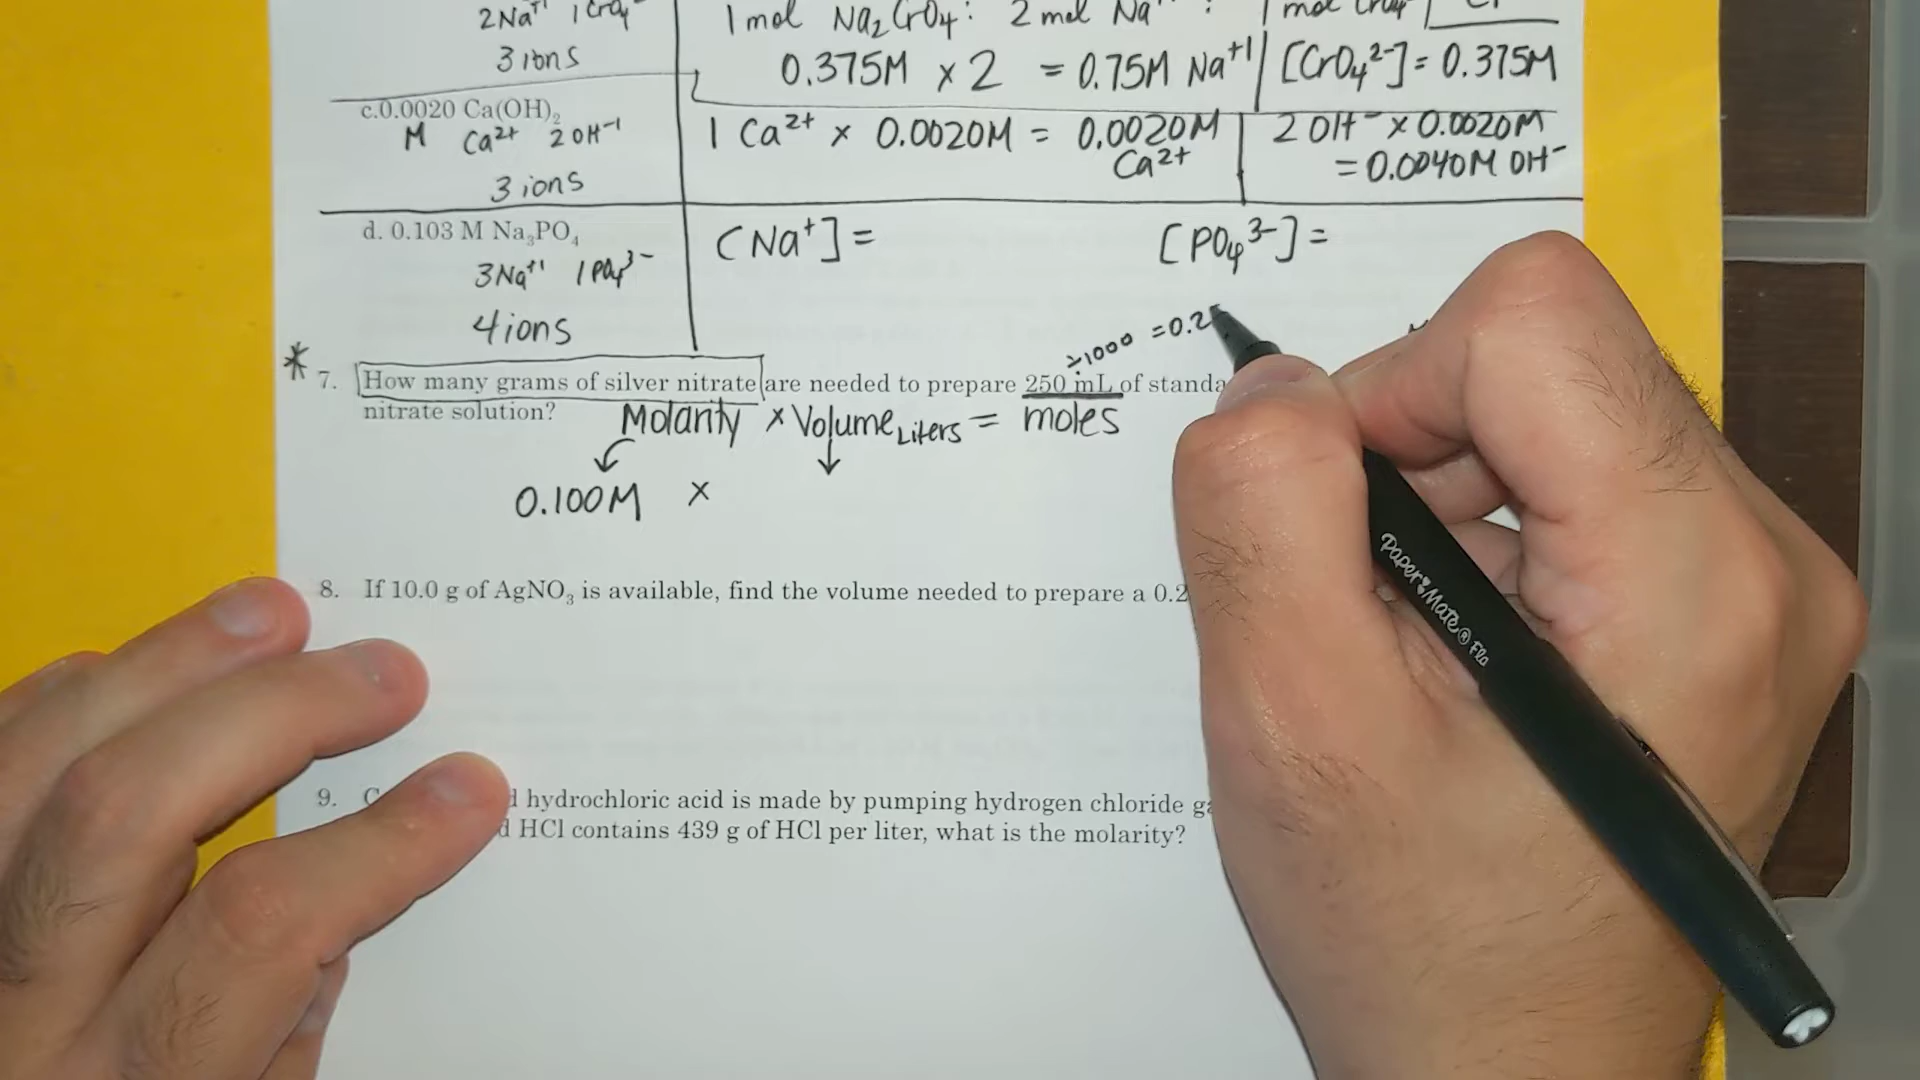 2Na⁺¹ 1CrO₄²⁻
1 mol Na₂CrO₄ : 2 mol Na : 1 mol CrO₄
3 ions
0.375M × 2 = 0.75M Na⁺¹
[CrO₄²⁻] = 0.375M
c.0.0020 Ca(OH)₂
M Ca²⁺ 2OH⁻¹
3 ions
1 Ca²⁺ × 0.0020M = 0.0020M
Ca²⁺
2OH⁻ × 0.0020M
= 0.0040M OH⁻
d. 0.103 M Na₃PO₄
3Na⁺¹ 1PO₄³⁻
4 ions
[Na⁺] =
[PO₄³⁻] =
÷1000 = 0.2
* 7. How many grams of silver nitrate are needed to prepare 250 mL of standa
nitrate solution?
Molarity × Volume Liters = moles
0.100M ×
8. If 10.0 g of AgNO₃ is available, find the volume needed to prepare a 0.2
9. C d hydrochloric acid is made by pumping hydrogen chloride ga
d HCl contains 439 g of HCl per liter, what is the molarity?
Paper Mate® Fla